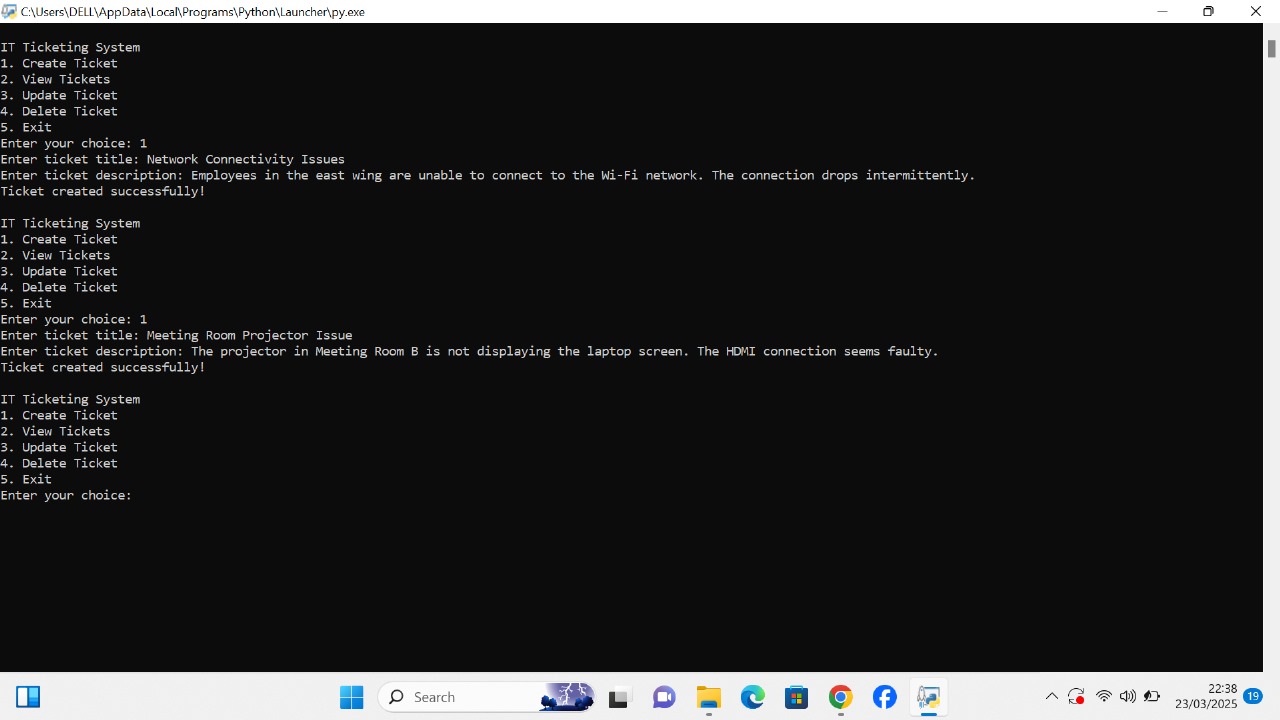 C:\Users\DELL\AppData\Local\Programs\Python\Launcher\py.exe
IT Ticketing System
1. Create Ticket
2. View Tickets
3. Update Ticket
4. Delete Ticket
5. Exit
Enter your choice: 1
Enter ticket title: Network Connectivity Issues
Enter ticket description: Employees in the east wing are unable to connect to the Wi-Fi network. The connection drops intermittently.
Ticket created successfully!
IT Ticketing System
1. Create Ticket
2. View Tickets
3. Update Ticket
4. Delete Ticket
5. Exit
Enter your choice: 1
Enter ticket title: Meeting Room Projector Issue
Enter ticket description: The projector in Meeting Room B is not displaying the laptop screen. The HDMI connection seems faulty.
Ticket created successfully!
IT Ticketing System
1. Create Ticket
2. View Tickets
3. Update Ticket
4. Delete Ticket
5. Exit
Enter your choice:
Search
22:38
23/03/2025
19